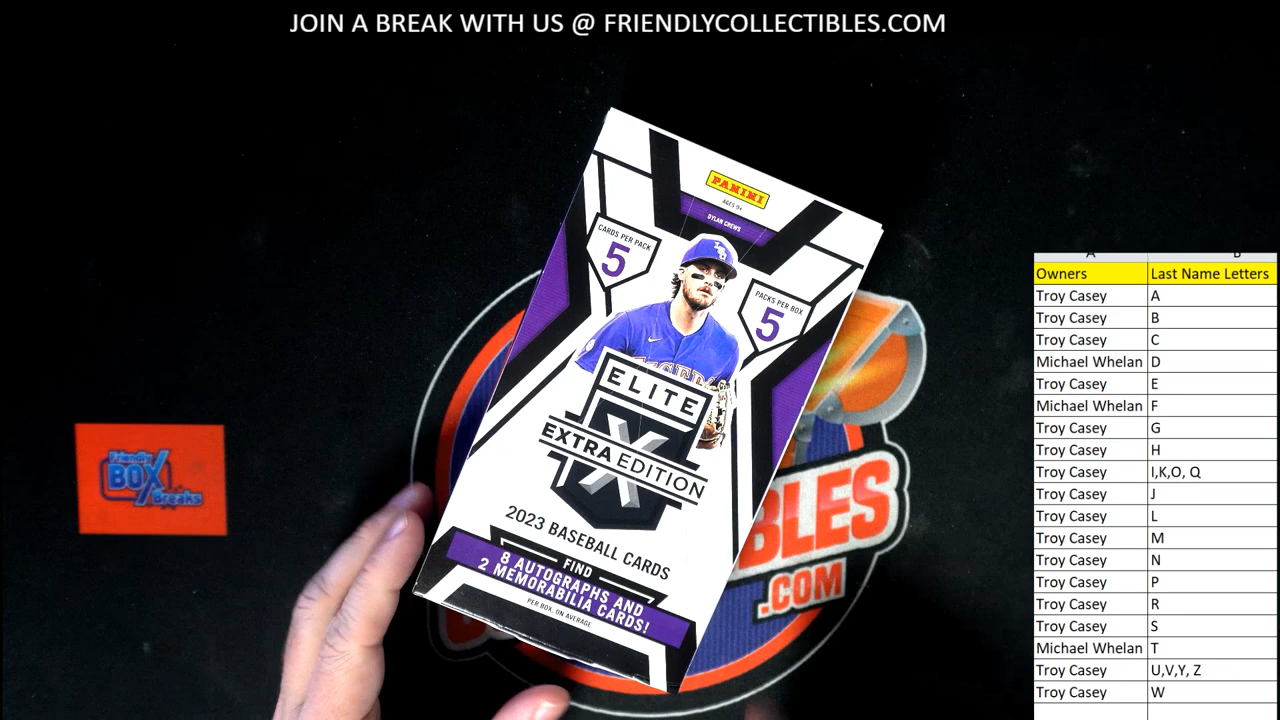 JOIN A BREAK WITH US @ FRIENDLYCOLLECTIBLES.COM
PANINI
AGES 9+
DYLAN CREWS
CARDS PER PACK
5
PACKS PER BOX
5
ELITE
X
EXTRA EDITION
2023 BASEBALL CARDS
FIND
8 AUTOGRAPHS AND
2 MEMORABILIA CARDS!
PER BOX, ON AVERAGE
Friendly
BOX
Breaks
BLES
.COM
A B
Owners Last Name Letters
Troy Casey A
Troy Casey B
Troy Casey C
Michael Whelan D
Troy Casey E
Michael Whelan F
Troy Casey G
Troy Casey H
Troy Casey I,K,O, Q
Troy Casey J
Troy Casey L
Troy Casey M
Troy Casey N
Troy Casey P
Troy Casey R
Troy Casey S
Michael Whelan T
Troy Casey U,V,Y, Z
Troy Casey W